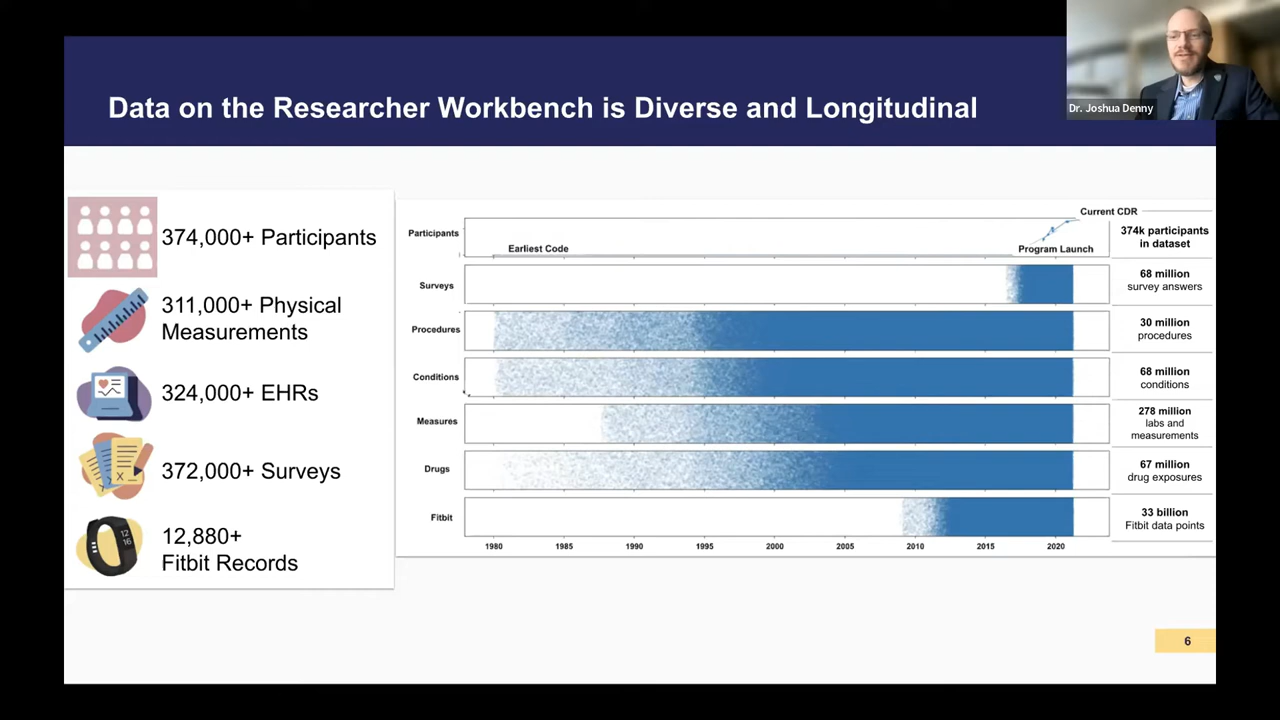 Dr. Joshua Denny
Data on the Researcher Workbench is Diverse and Longitudinal
374,000+ Participants
311,000+ Physical
Measurements
324,000+ EHRs
372,000+ Surveys
12,880+
Fitbit Records
12
16
Current CDR
Participants
Earliest Code
Program Launch
374k participants
in dataset
Surveys
68 million
survey answers
Procedures
30 million
procedures
Conditions
68 million
conditions
Measures
278 million
labs and
measurements
Drugs
67 million
drug exposures
Fitbit
33 billion
Fitbit data points
1980 1985 1990 1995 2000 2005 2010 2015 2020
6